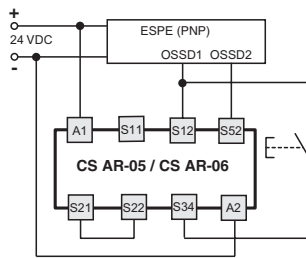 +
24 VDC
-
ESPE (PNP)
OSSD1 OSSD2
A1 S11 S12 S52
CS AR-05 / CS AR-06
S21 S22 S34 A2